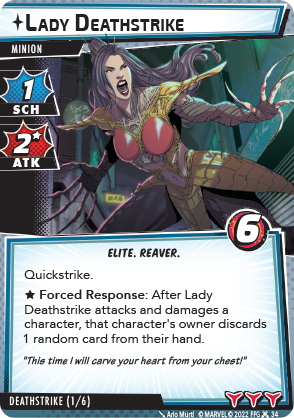 LADY DEATHSTRIKE
MINION
1
SCH
2*
ATK
6
ELITE. REAVER.
Quickstrike.
★ Forced Response: After Lady
Deathstrike attacks and damages a
character, that character's owner discards
1 random card from their hand.
"This time I will carve your heart from your chest!"
DEATHSTRIKE (1/6)
Ario Murti © MARVEL © 2022 FFG 34